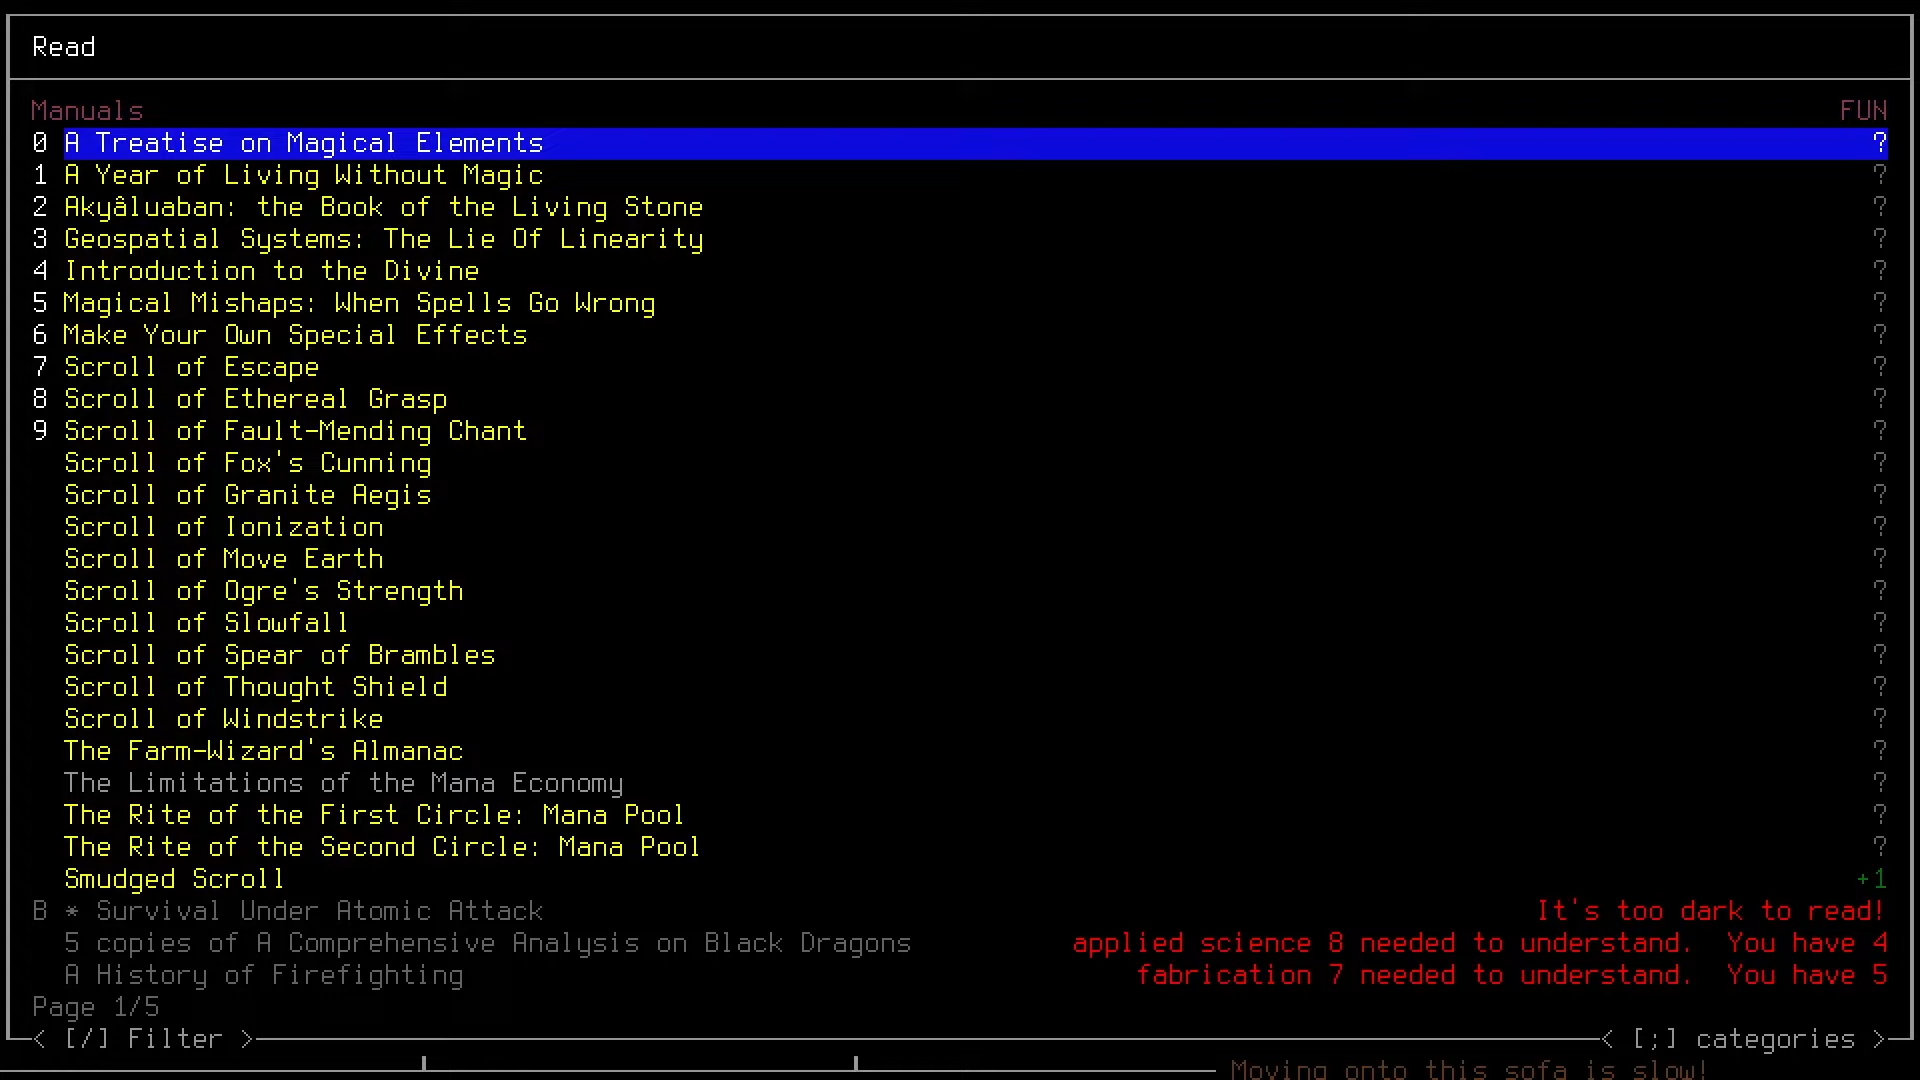 Read
Manuals FUN
0 A Treatise on Magical Elements ?
1 A Year of Living Without Magic ?
2 Akyâluaban: the Book of the Living Stone ?
3 Geospatial Systems: The Lie Of Linearity ?
4 Introduction to the Divine ?
5 Magical Mishaps: When Spells Go Wrong ?
6 Make Your Own Special Effects ?
7 Scroll of Escape ?
8 Scroll of Ethereal Grasp ?
9 Scroll of Fault-Mending Chant ?
Scroll of Fox's Cunning ?
Scroll of Granite Aegis ?
Scroll of Ionization ?
Scroll of Move Earth ?
Scroll of Ogre's Strength ?
Scroll of Slowfall ?
Scroll of Spear of Brambles ?
Scroll of Thought Shield ?
Scroll of Windstrike ?
The Farm-Wizard's Almanac ?
The Limitations of the Mana Economy ?
The Rite of the First Circle: Mana Pool ?
The Rite of the Second Circle: Mana Pool ?
Smudged Scroll +1
B * Survival Under Atomic Attack It's too dark to read!
5 copies of A Comprehensive Analysis on Black Dragons applied science 8 needed to understand. You have 4
A History of Firefighting fabrication 7 needed to understand. You have 5
Page 1/5
< [/] Filter > < [;] categories >
Moving onto this sofa is slow!